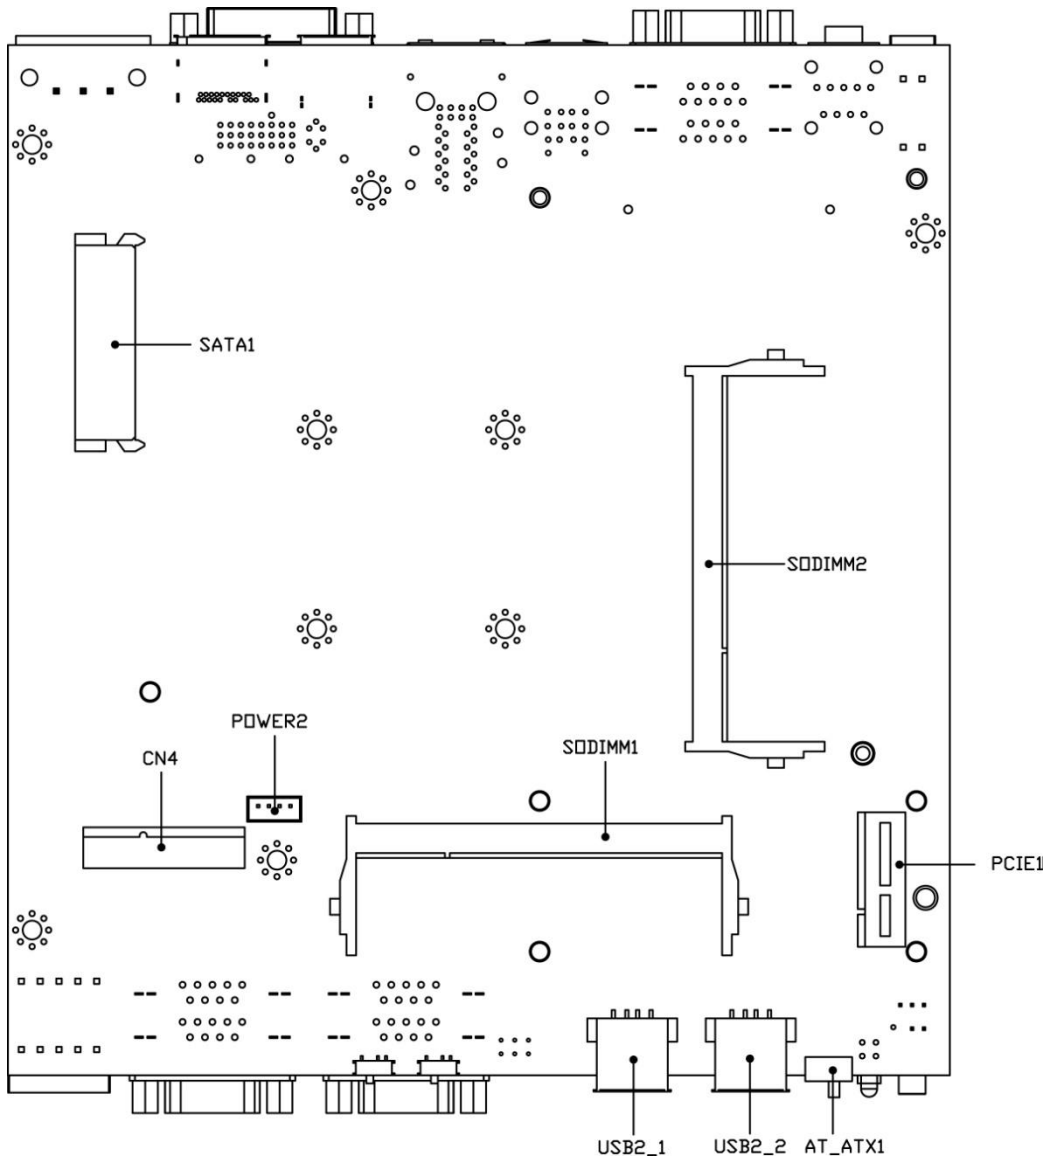 SATA1
SODIMM2
POWER2
SODIMM1
CN4
PCIE1
USB2_1
USB2_2
AT_ATX1